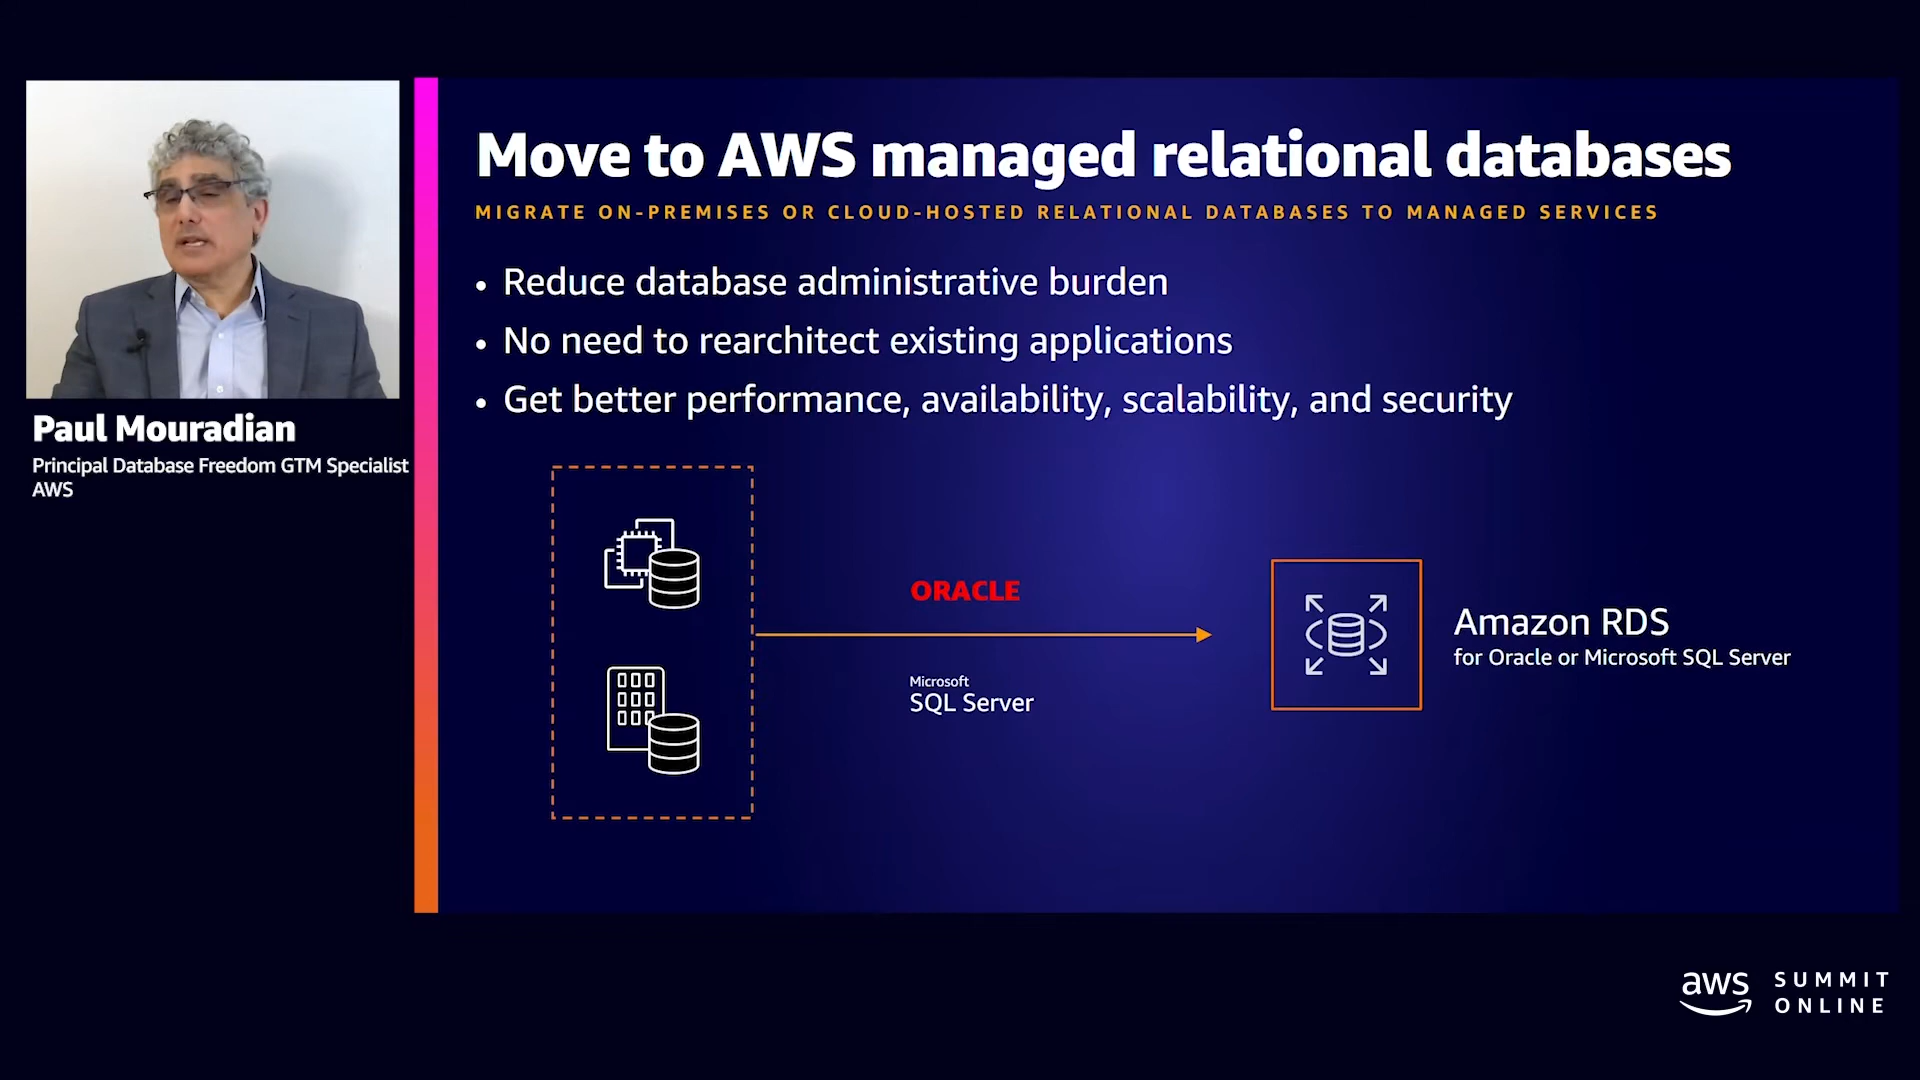 Move to AWS managed relational databases
MIGRATE ON-PREMISES OR CLOUD-HOSTED RELATIONAL DATABASES TO MANAGED SERVICES
• Reduce database administrative burden
• No need to rearchitect existing applications
• Get better performance, availability, scalability, and security
Paul Mouradian
Principal Database Freedom GTM Specialist
AWS
ORACLE
Microsoft
SQL Server
Amazon RDS
for Oracle or Microsoft SQL Server
aws
SUMMIT
ONLINE